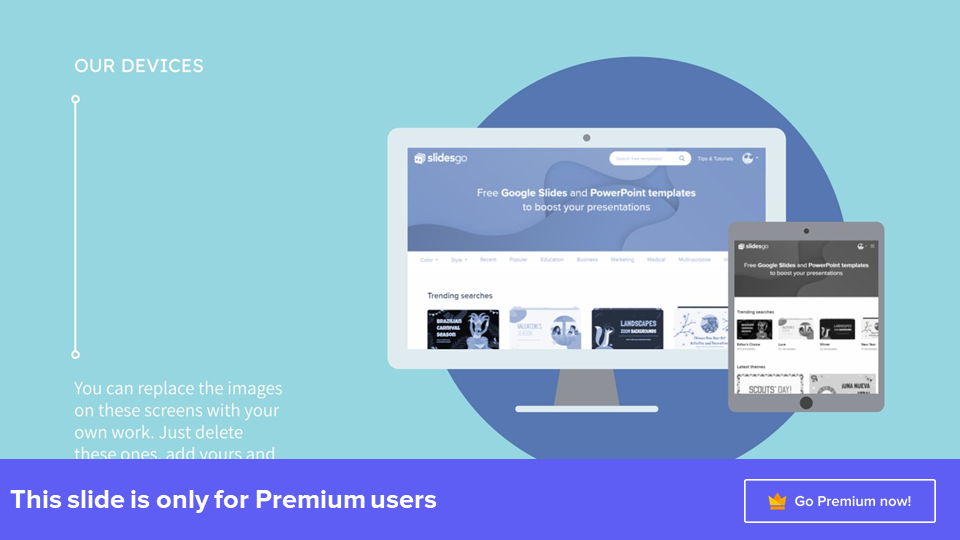 OUR DEVICES
You can replace the images
on these screens with your
own work. Just delete
these ones, add yours and
slidesgo
Search free templates!
Tips & Tutorials
Free Google Slides and PowerPoint templates
to boost your presentations
Color
Style
Recent
Popular
Education
Business
Marketing
Medical
Multi-purpose
Trending searches
BRAZILIAN
CARNIVAL
SEASON
VALENTINE'S
SEASON
LANDSCAPES
ZOOM BACKGROUNDS
slidesgo
Free Google Slides and PowerPoint templates
to boost your presentations
Trending searches
Editor's Choice
Love
Winter
New Year
Latest themes
SCOUTS' DAY!
¡UNA NUEVA
This slide is only for Premium users
Go Premium now!